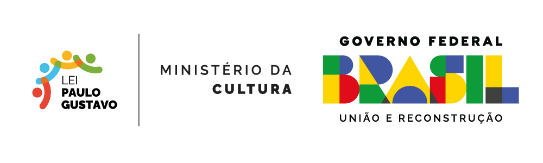 LEI
PAULO
GUSTAVO
MINISTÉRIO DA
CULTURA
GOVERNO FEDERAL
BRASIL
UNIÃO E RECONSTRUÇÃO